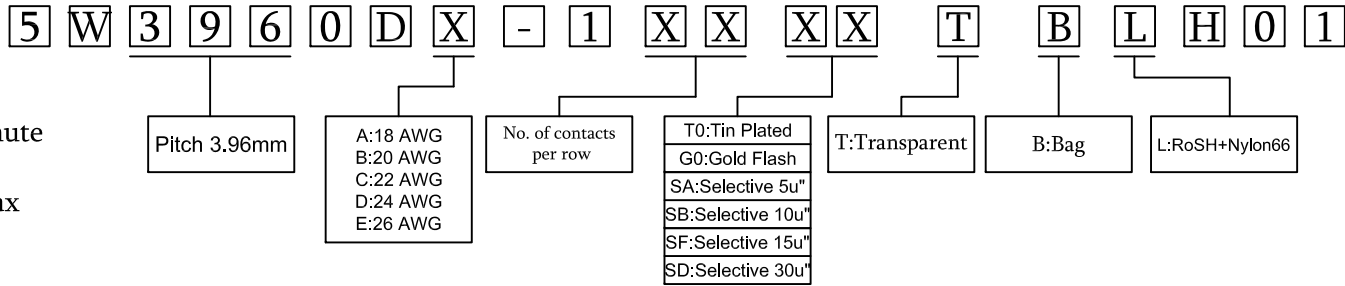 5 W 3 9 6 0 D X - 1 X X X X T B L H 0 1
Pitch 3.96mm
A:18 AWG
B:20 AWG
C:22 AWG
D:24 AWG
E:26 AWG
No. of contacts
per row
T0:Tin Plated
G0:Gold Flash
SA:Selective 5u"
SB:Selective 10u"
SF:Selective 15u"
SD:Selective 30u"
T:Transparent
B:Bag
L:RoSH+Nylon66